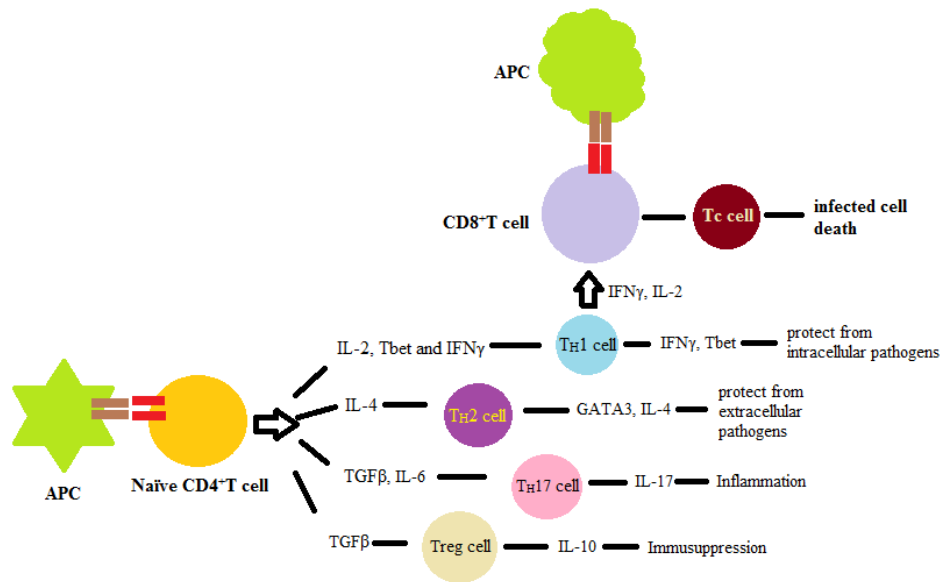 APC
CD8⁺T cell
Tc cell
infected cell
death
IFNγ, IL-2
IL-2, Tbet and IFNγ
TH1 cell
IFNγ, Tbet
protect from
intracellular pathogens
IL-4
TH2 cell
GATA3, IL-4
protect from
extracellular
pathogens
APC
Naïve CD4⁺T cell
TGFβ, IL-6
TH17 cell
IL-17
Inflammation
TGFβ
Treg cell
IL-10
Immusuppression